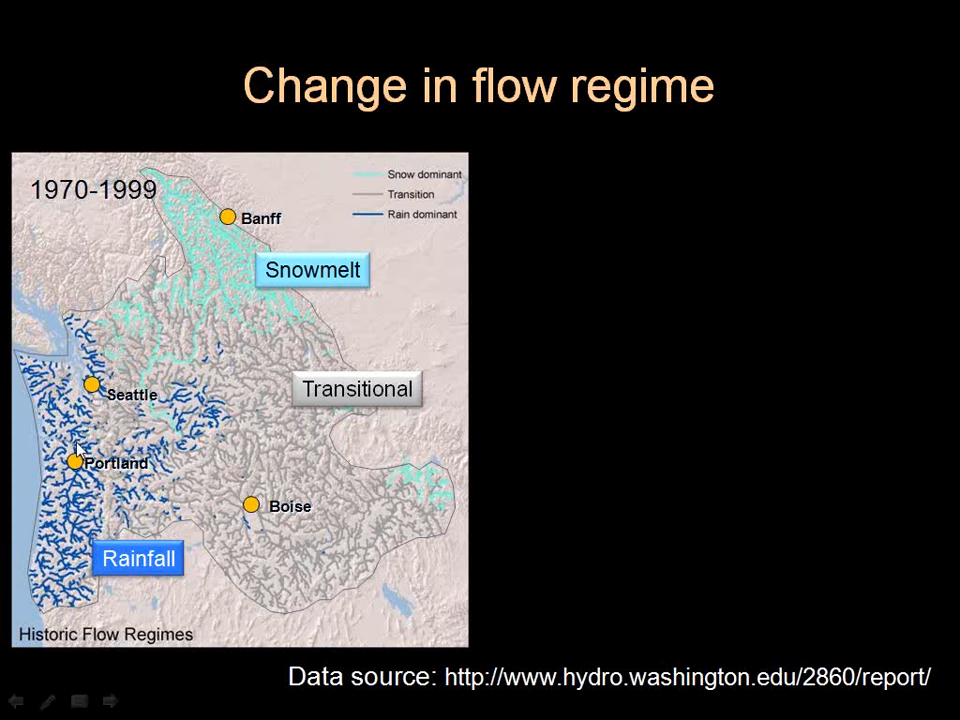 Change in flow regime
1970-1999
Snow dominant
Transition
Rain dominant
Banff
Snowmelt
Transitional
Seattle
Portland
Boise
Rainfall
Historic Flow Regimes
Data source: http://www.hydro.washington.edu/2860/report/